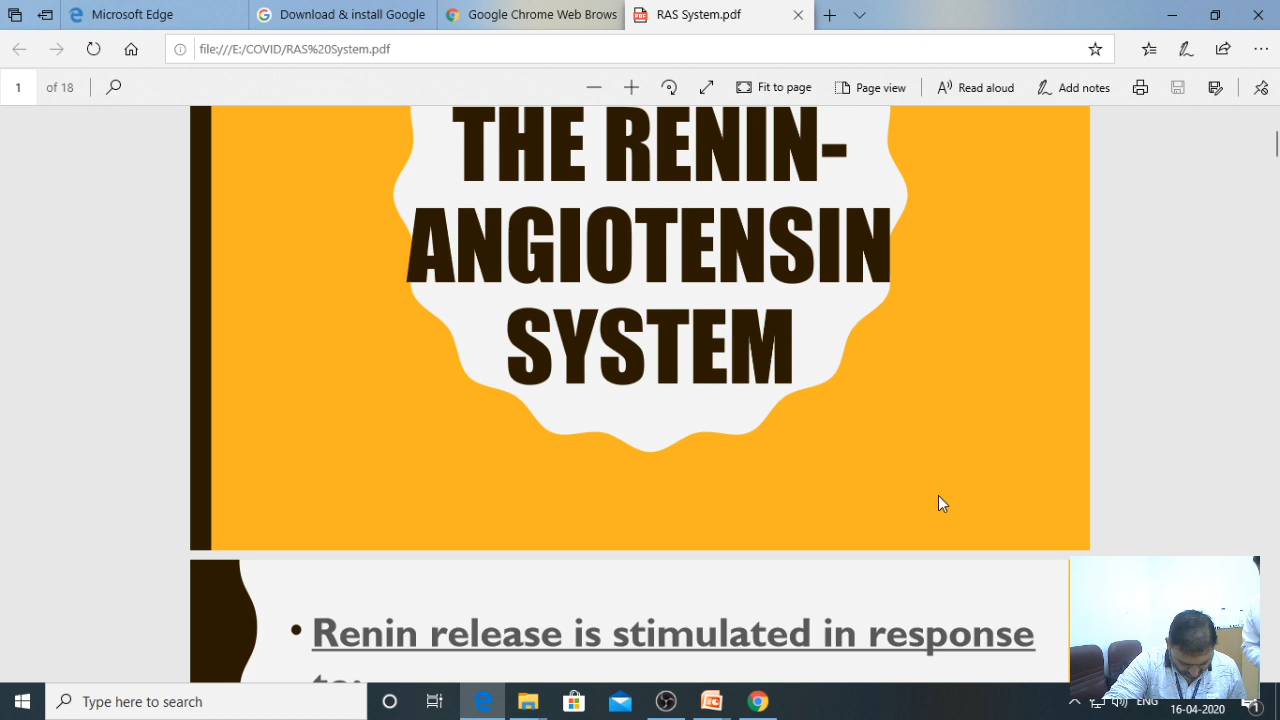 Microsoft Edge
Download & install Google
Google Chrome Web Brows
RAS System.pdf
file:///E:/COVID/RAS%20System.pdf
1 of 18
Fit to page
Page view
Read aloud
Add notes
THE RENIN-
ANGIOTENSIN
SYSTEM
• Renin release is stimulated in response
to:
Type here to search
ENG
16-04-2020
1